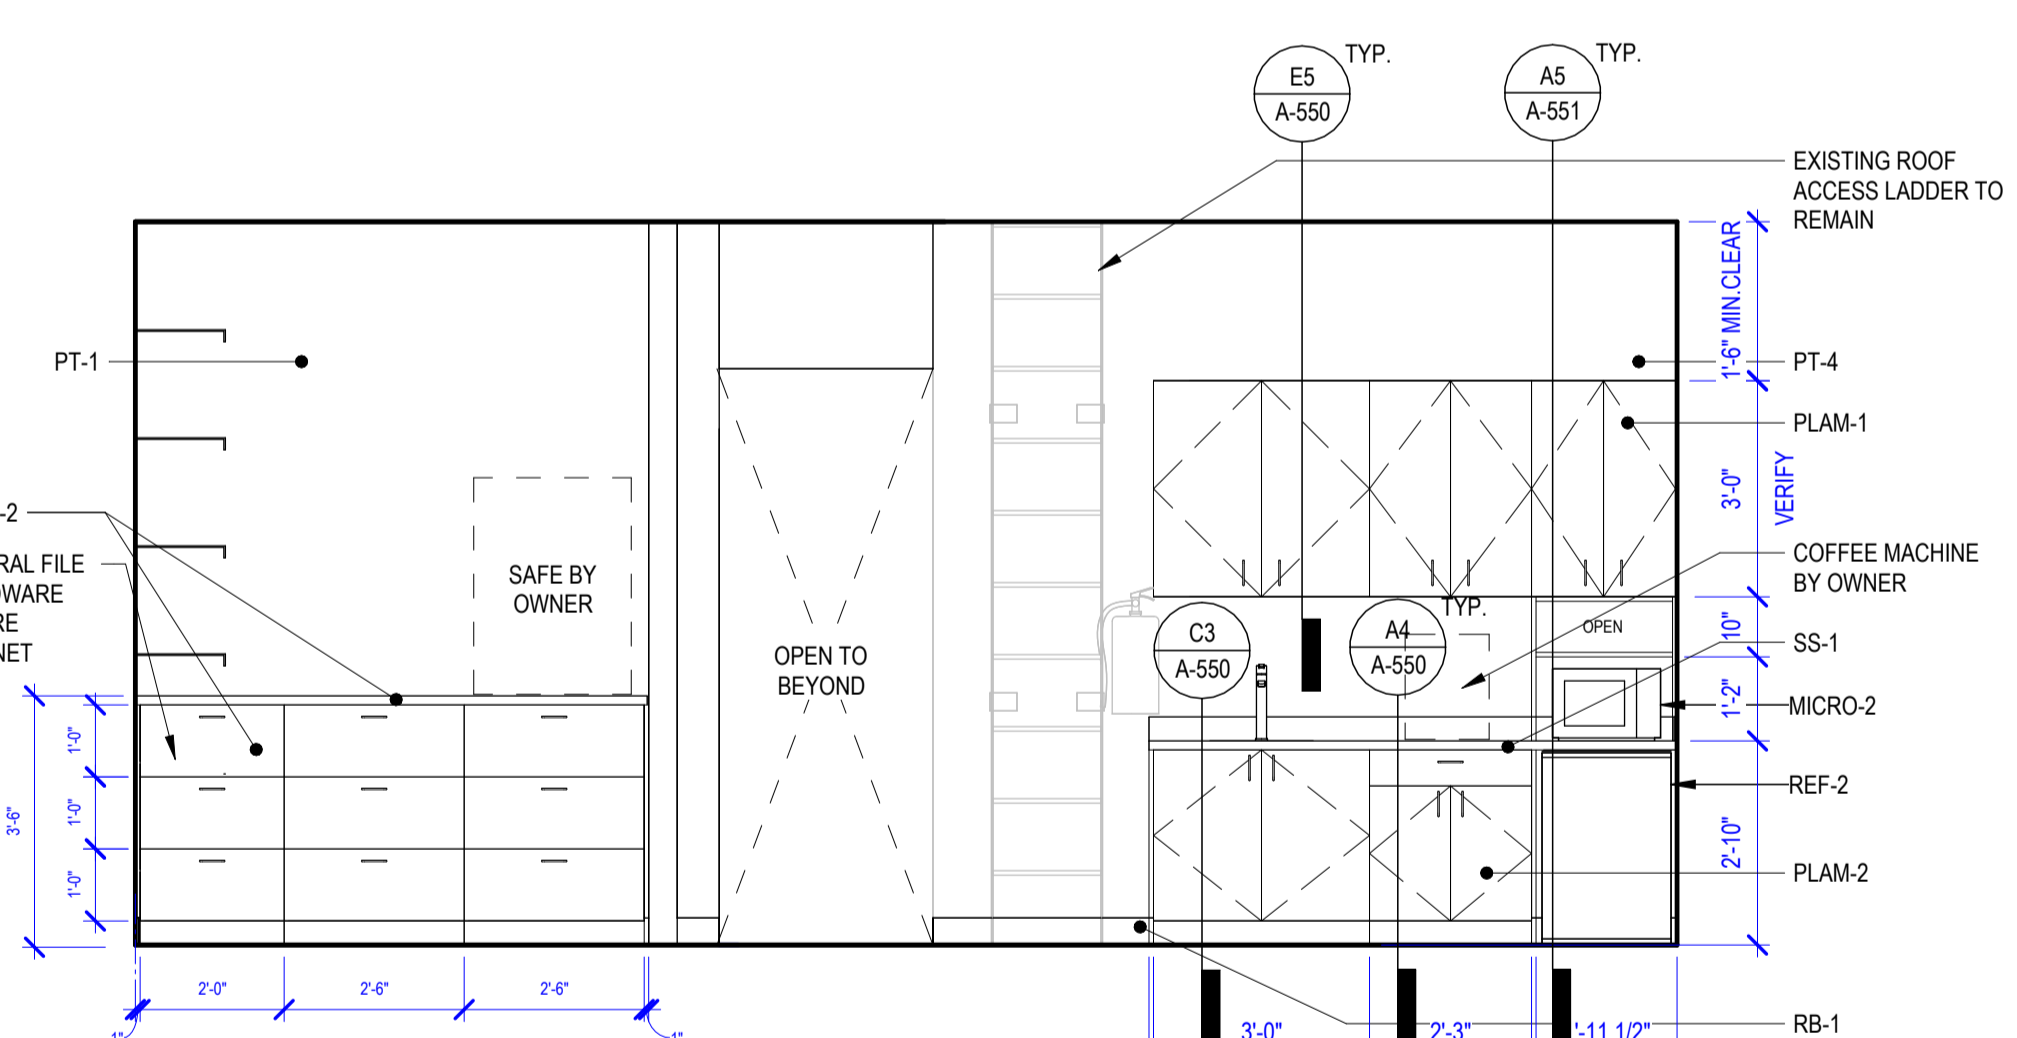 TYP.
E5
A-550
TYP.
A5
A-551
EXISTING ROOF
ACCESS LADDER TO
REMAIN
1'-6" MIN.CLEAR
PT-1
PT-4
PLAM-1
3'-0"
VERIFY
-2
RAL FILE
WARE
RE
NET
SAFE BY
OWNER
COFFEE MACHINE
BY OWNER
TYP.
C3
A-550
A4
A-550
OPEN
10"
SS-1
OPEN TO
BEYOND
1'-2"
MICRO-2
1'-0"
1'-0"
1'-0"
3'-6"
REF-2
2'-10"
PLAM-2
2'-0"
2'-6"
2'-6"
1"
1"
3'-0"
2'-3"
'-11 1/2"
RB-1